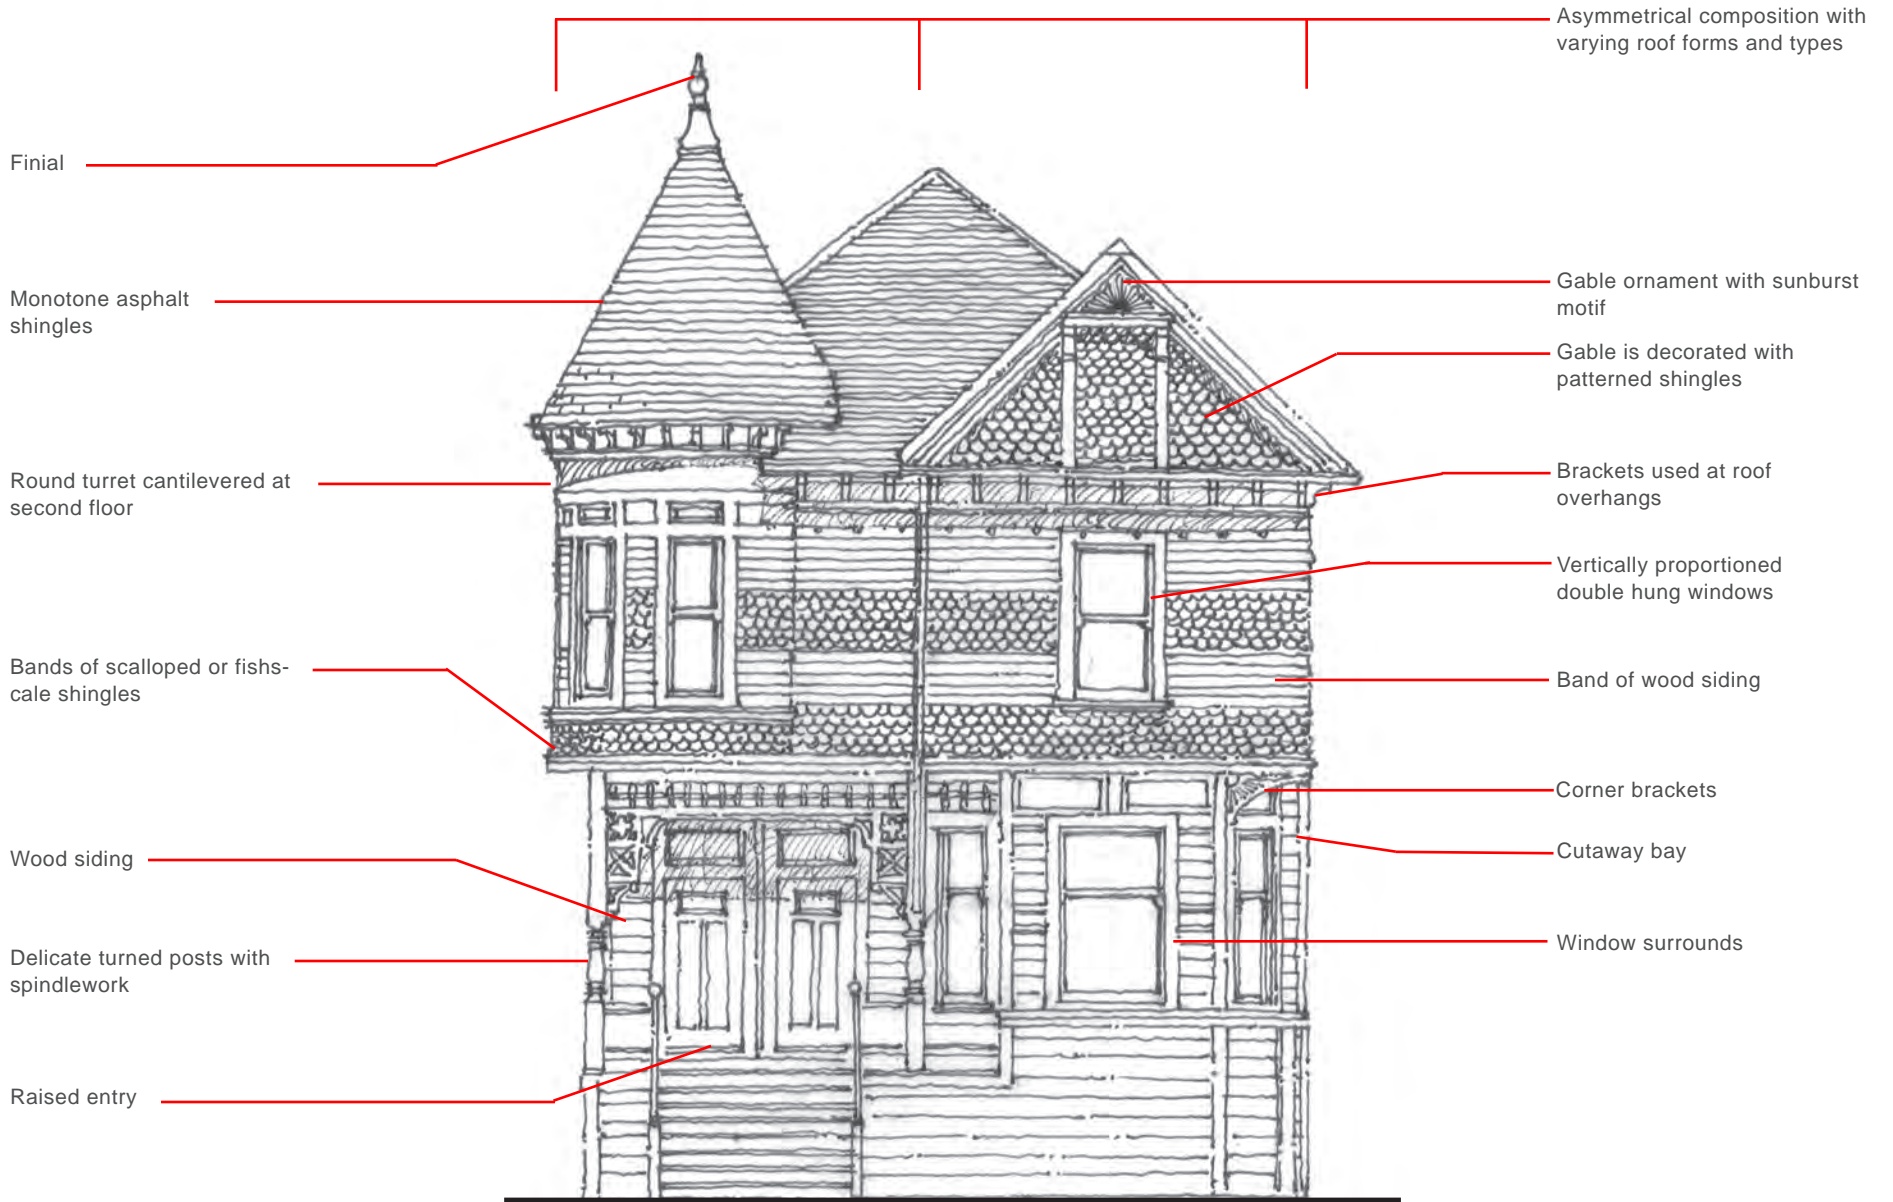 Asymmetrical composition with
varying roof forms and types
Finial
Monotone asphalt
shingles
Round turret cantilevered at
second floor
Bands of scalloped or fishs-
cale shingles
Wood siding
Delicate turned posts with
spindlework
Raised entry
Gable ornament with sunburst
motif
Gable is decorated with
patterned shingles
Brackets used at roof
overhangs
Vertically proportioned
double hung windows
Band of wood siding
Corner brackets
Cutaway bay
Window surrounds